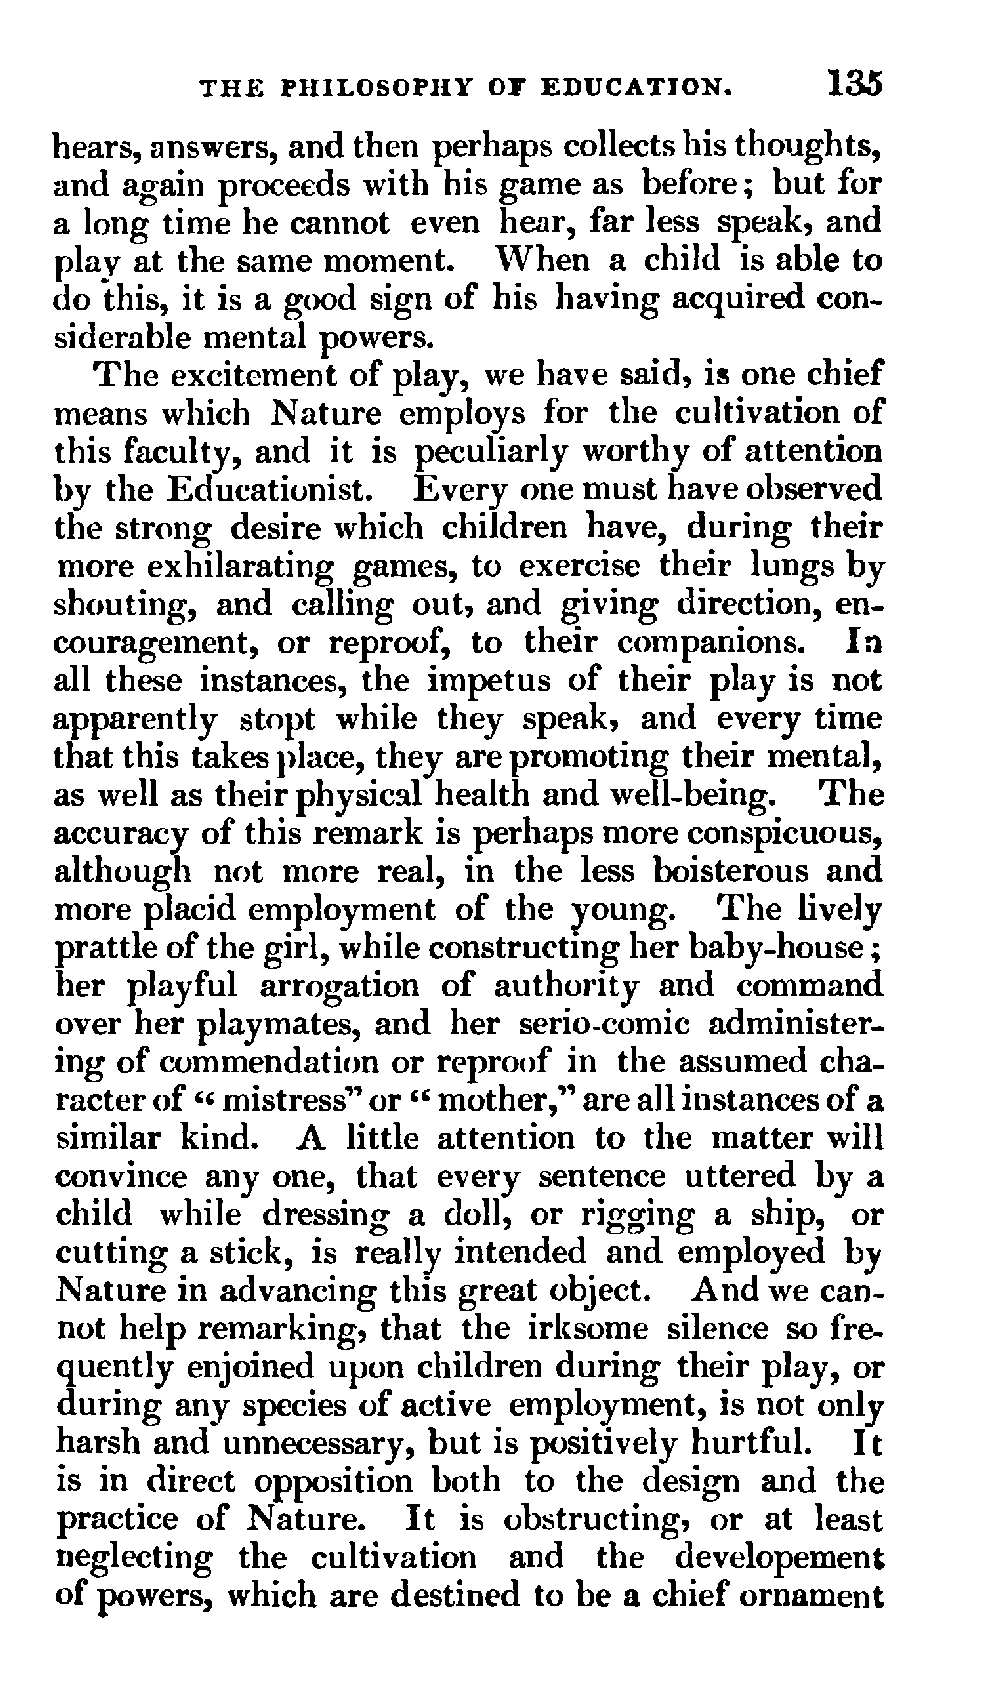 THE PHILOSOPHY OF EDUCATION. 135
hears, answers, and then perhaps collects his thoughts,
and again proceeds with his game as before; but for
a long time he cannot even hear, far less speak, and
play at the same moment. When a child is able to
do this, it is a good sign of his having acquired con-
siderable mental powers.
The excitement of play, we have said, is one chief
means which Nature employs for the cultivation of
this faculty, and it is peculiarly worthy of attention
by the Educationist. Every one must have observed
the strong desire which children have, during their
more exhilarating games, to exercise their lungs by
shouting, and calling out, and giving direction, en-
couragement, or reproof, to their companions. In
all these instances, the impetus of their play is not
apparently stopt while they speak, and every time
that this takes place, they are promoting their mental,
as well as their physical health and well-being. The
accuracy of this remark is perhaps more conspicuous,
although not more real, in the less boisterous and
more placid employment of the young. The lively
prattle of the girl, while constructing her baby-house;
her playful arrogation of authority and command
over her playmates, and her serio-comic administer-
ing of commendation or reproof in the assumed cha-
racter of “ mistress” or “ mother,” are all instances of a
similar kind. A little attention to the matter will
convince any one, that every sentence uttered by a
child while dressing a doll, or rigging a ship, or
cutting a stick, is really intended and employed by
Nature in advancing this great object. And we can-
not help remarking, that the irksome silence so fre-
quently enjoined upon children during their play, or
during any species of active employment, is not only
harsh and unnecessary, but is positively hurtful. It
is in direct opposition both to the design and the
practice of Nature. It is obstructing, or at least
neglecting the cultivation and the developement
of powers, which are destined to be a chief ornament